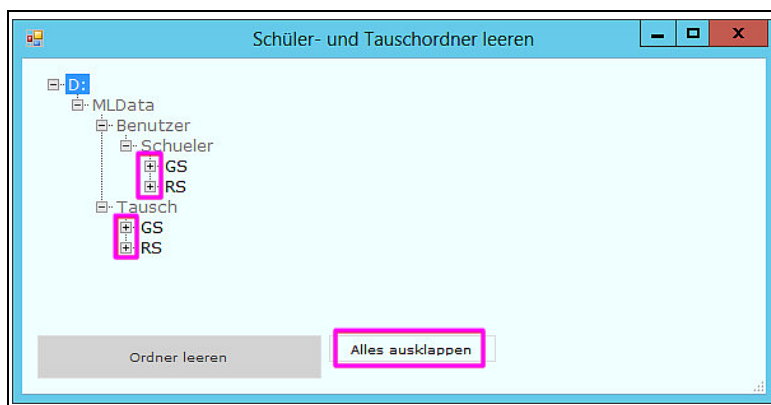 Schüler- und Tauschordner leeren
D:
MLData
Benutzer
Schueler
GS
RS
Tausch
GS
RS
Ordner leeren
Alles ausklappen